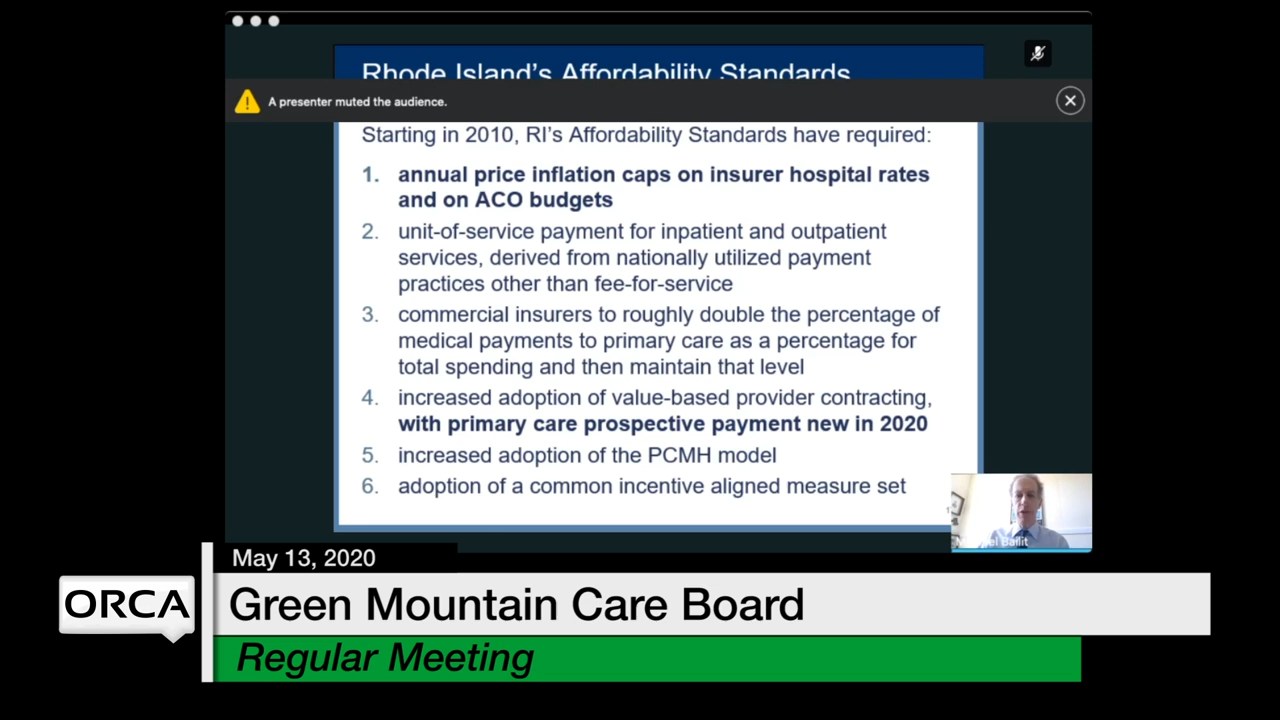 Rhode Island's Affordability Standards
A presenter muted the audience.
Starting in 2010, RI's Affordability Standards have required:
1. annual price inflation caps on insurer hospital rates
and on ACO budgets
2. unit-of-service payment for inpatient and outpatient
services, derived from nationally utilized payment
practices other than fee-for-service
3. commercial insurers to roughly double the percentage of
medical payments to primary care as a percentage for
total spending and then maintain that level
4. increased adoption of value-based provider contracting,
with primary care prospective payment new in 2020
5. increased adoption of the PCMH model
6. adoption of a common incentive aligned measure set
Bailit
May 13, 2020
ORCA
Green Mountain Care Board
Regular Meeting